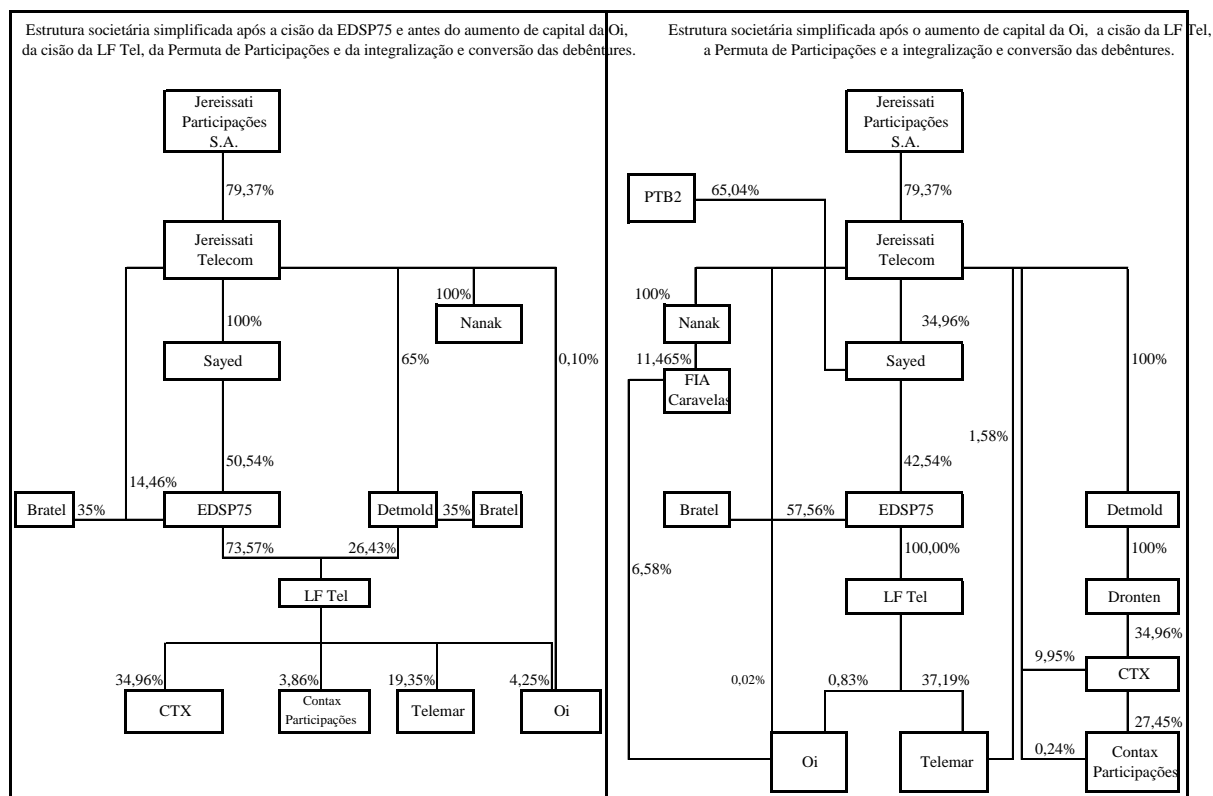 Estrutura societária simplificada após a cisão da EDSP75 e antes do aumento de capital da Oi,
da cisão da LF Tel, da Permuta de Participações e da integralização e conversão das debêntures.
Jereissati
Participações
S.A.
79,37%
Jereissati
Telecom
100%
100%
Nanak
Sayed
65%
0,10%
50,54%
14,46%
Bratel
35%
EDSP75
Detmold
35%
Bratel
73,57%
26,43%
LF Tel
34,96%
3,86%
19,35%
4,25%
CTX
Contax
Participações
Telemar
Oi
Estrutura societária simplificada após o aumento de capital da Oi, a cisão da LF Tel,
a Permuta de Participações e a integralização e conversão das debêntures.
Jereissati
Participações
S.A.
PTB2
65,04%
79,37%
Jereissati
Telecom
100%
Nanak
34,96%
11,465%
Sayed
100%
FIA
Caravelas
1,58%
42,54%
Bratel
57,56%
EDSP75
Detmold
100,00%
100%
6,58%
LF Tel
Dronten
34,96%
9,95%
CTX
0,02%
0,83%
37,19%
27,45%
0,24%
Oi
Telemar
Contax
Participações